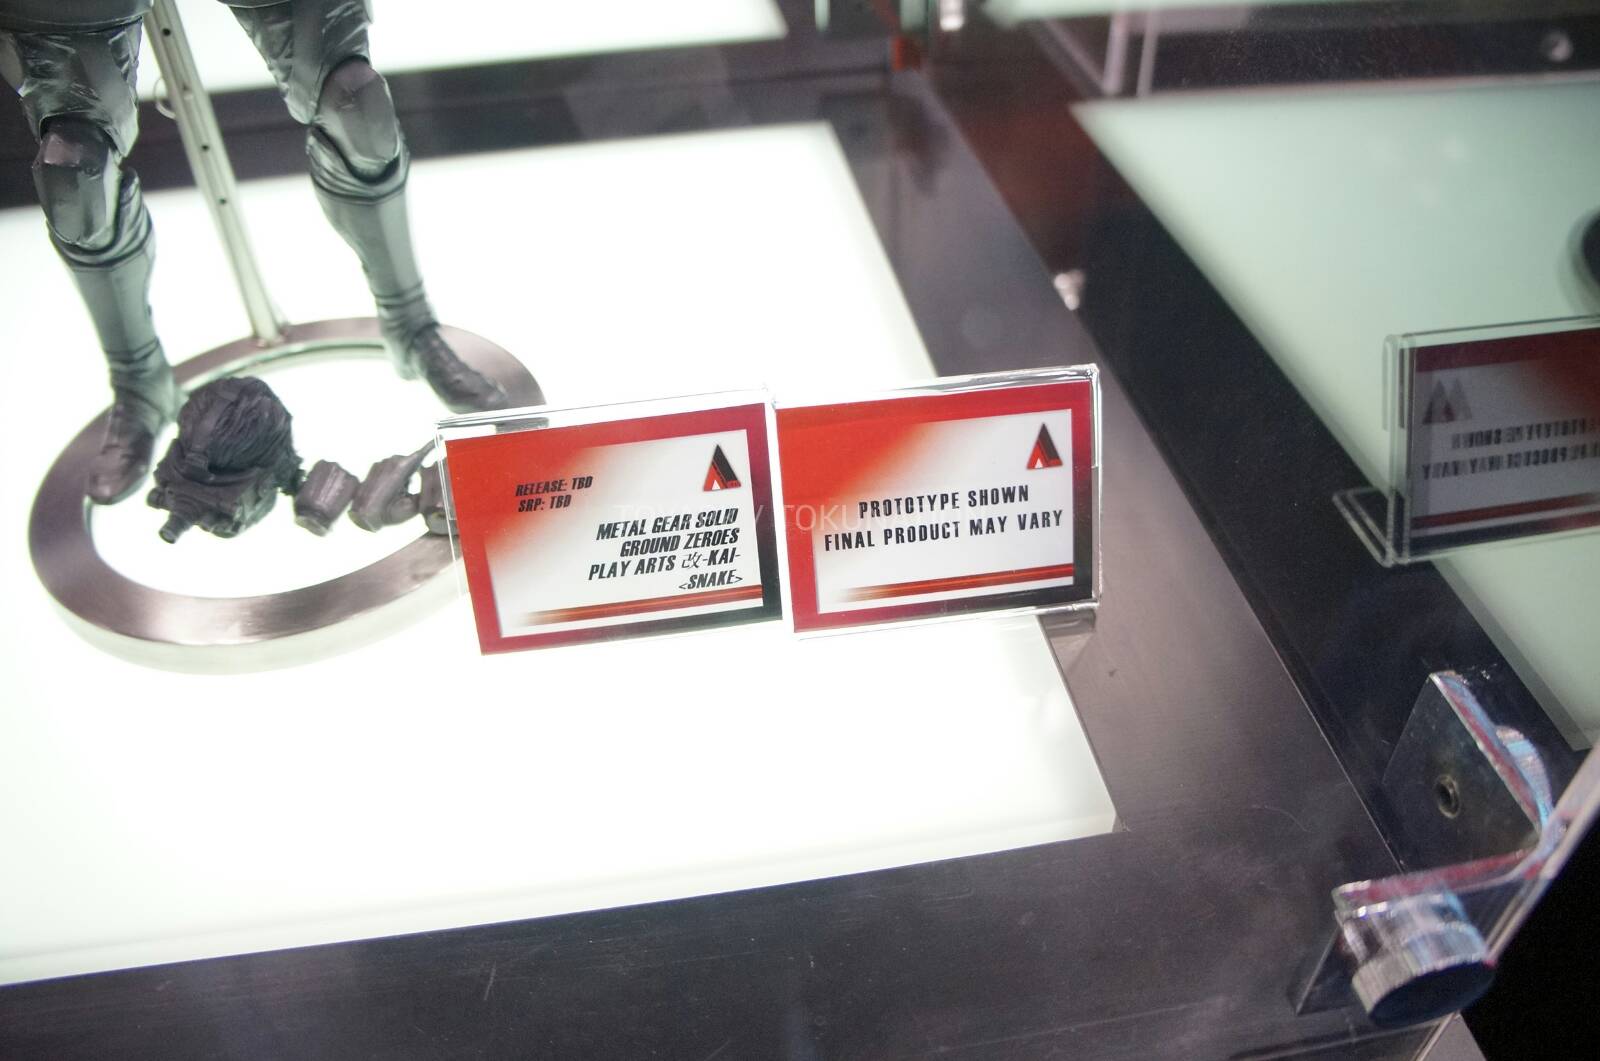 RELEASE: TBD
SRP: TBD
METAL GEAR SOLID
GROUND ZEROES
PLAY ARTS 改-KAI-
<SNAKE>
PROTOTYPE SHOWN
FINAL PRODUCT MAY VARY